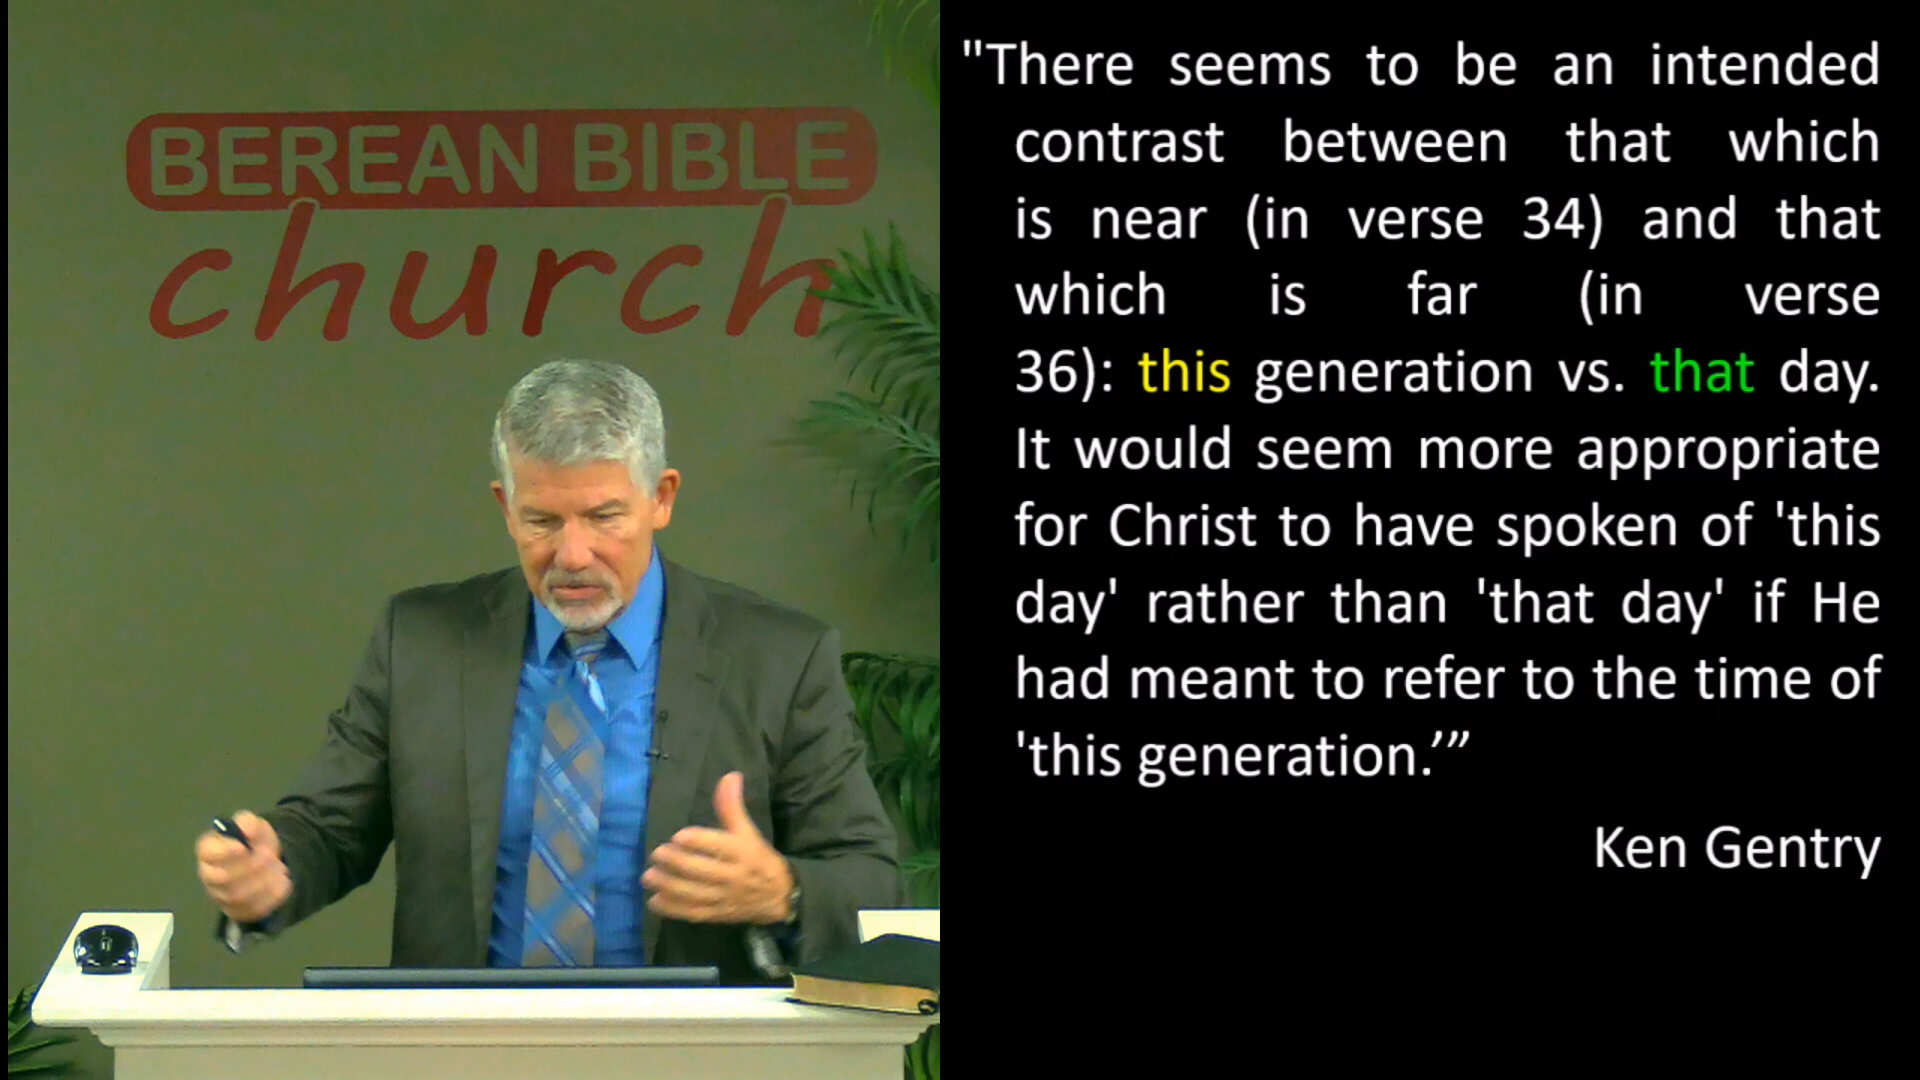 BEREAN BIBLE
church
"There seems to be an intended
contrast between that which
is near (in verse 34) and that
which is far (in verse
36): this generation vs. that day.
It would seem more appropriate
for Christ to have spoken of 'this
day' rather than 'that day' if He
had meant to refer to the time of
'this generation.’”
Ken Gentry